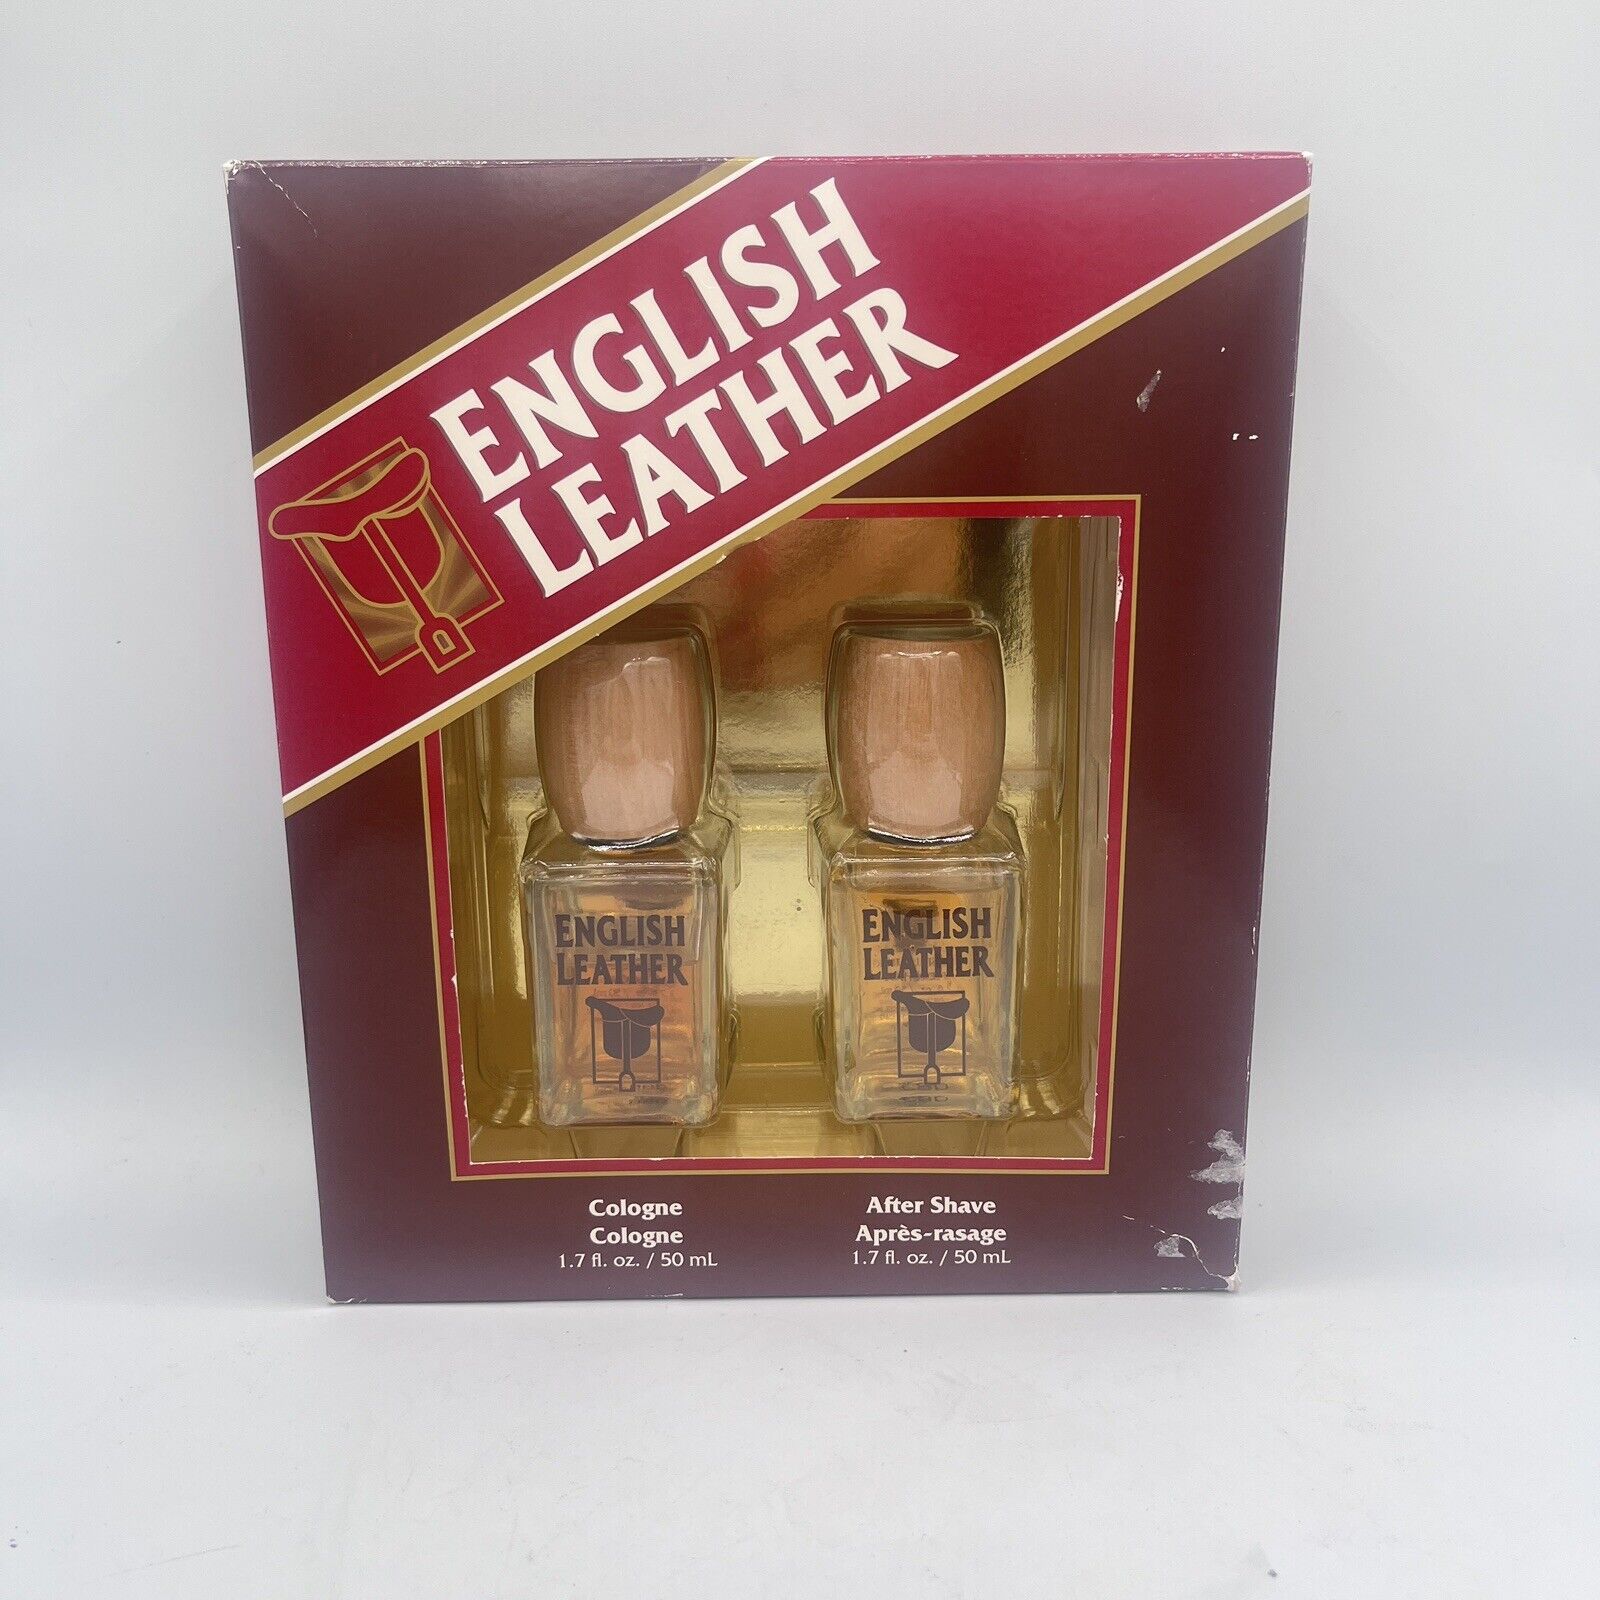 ENGLISH
LEATHER
ENGLISH
LEATHER
ENGLISH
LEATHER
Cologne
Cologne
1.7 fl. oz. / 50 mL
After Shave
Après-rasage
1.7 fl. oz. / 50 mL